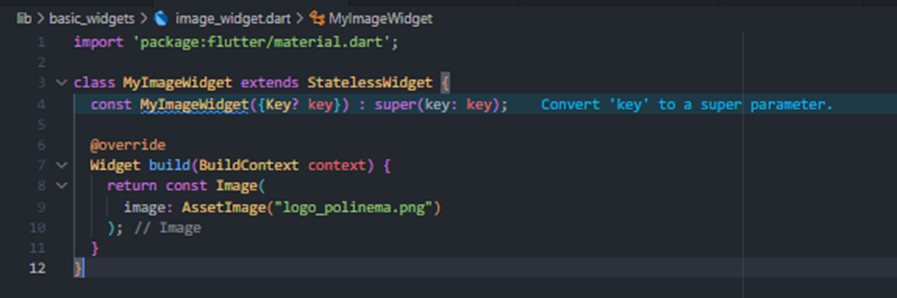 lib > basic_widgets > image_widget.dart > MyImageWidget
1 import 'package:flutter/material.dart';
2
3 class MyImageWidget extends StatelessWidget {
4 const MyImageWidget({Key? key}) : super(key: key); Convert 'key' to a super parameter.
5
6 @override
7 Widget build(BuildContext context) {
8 return const Image(
9 image: AssetImage("logo_polinema.png")
10 ); // Image
11 }
12 }